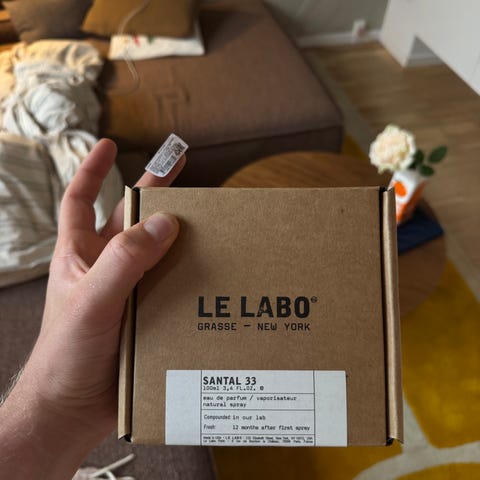 LE LABO
GRASSE — NEW YORK
SANTAL 33
100ml 3,4 FL.OZ. ℮
eau de parfum / vaporisateur
natural spray
Compounded in our lab
Fresh: 12 months after first spray